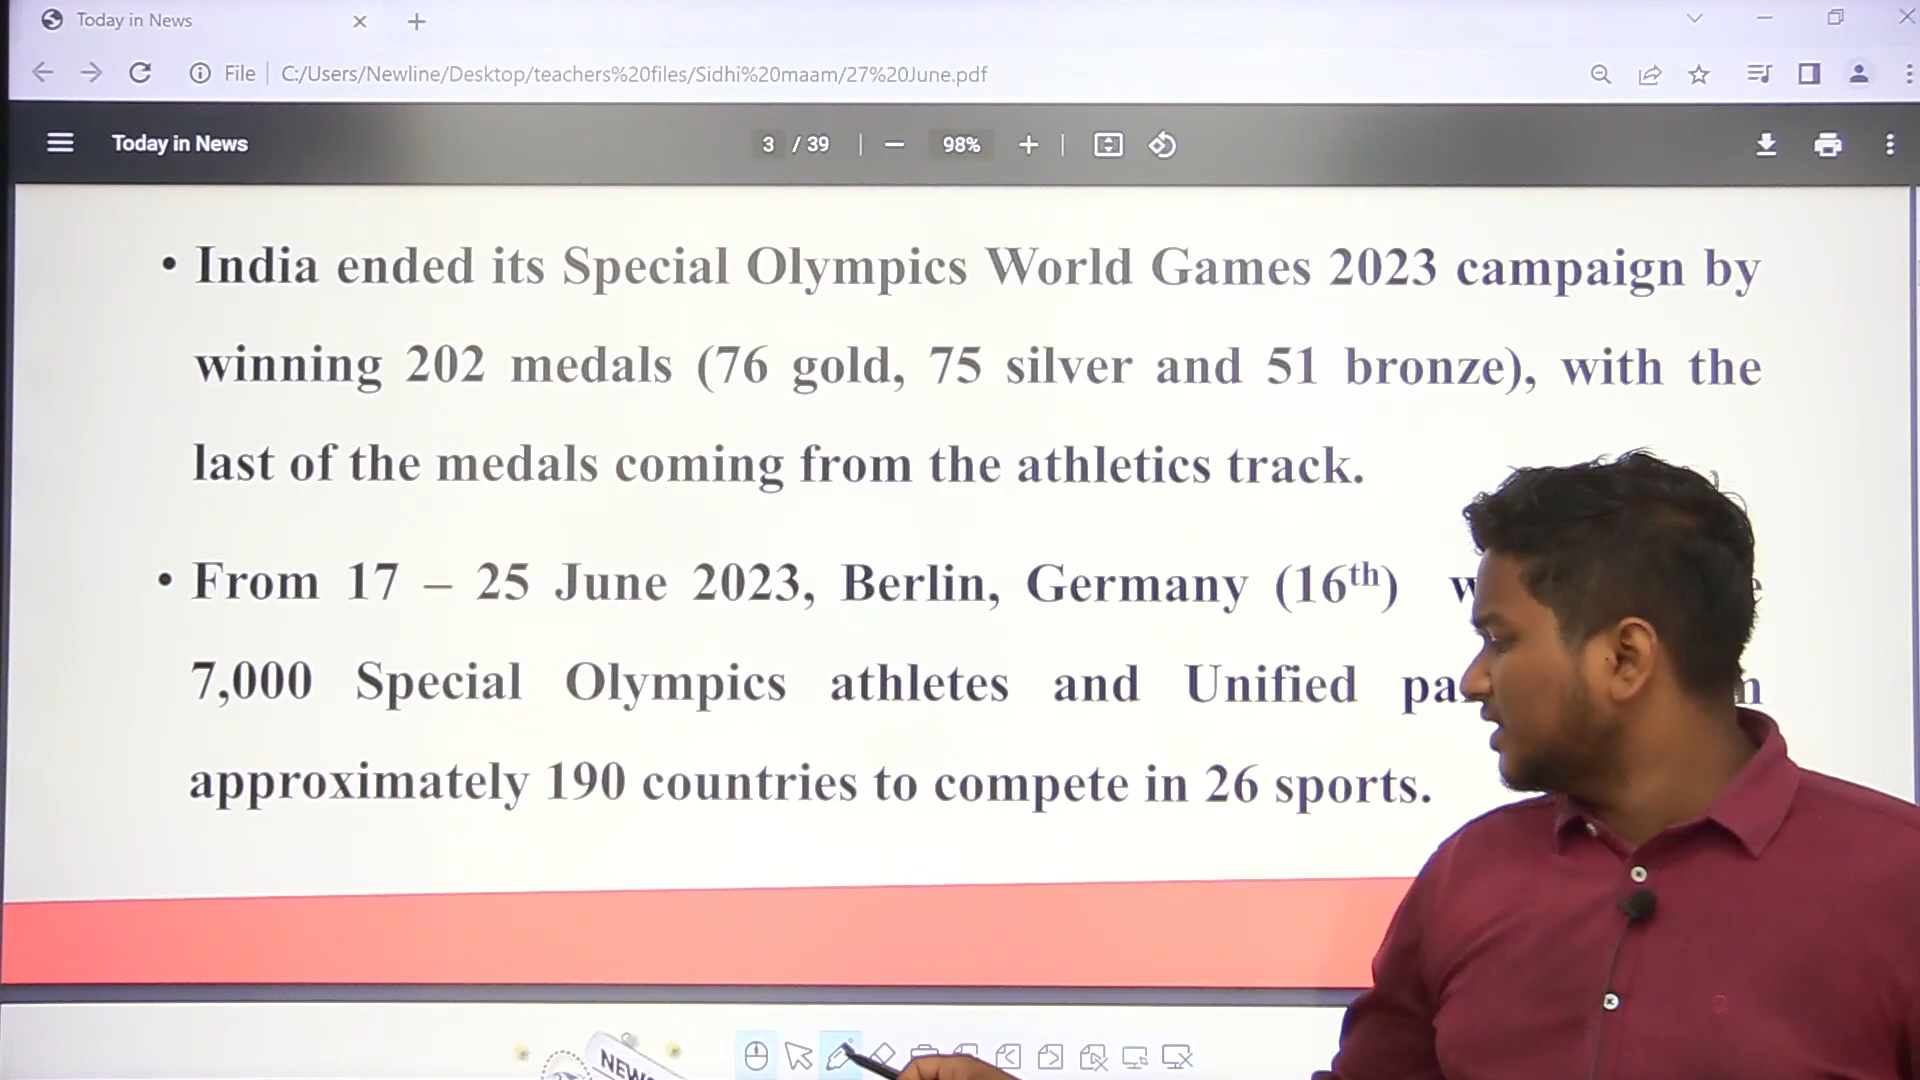 Today in News
File C:/Users/Newline/Desktop/teachers%20files/Sidhi%20maam/27%20June.pdf
Today in News 3 / 39 98%
• India ended its Special Olympics World Games 2023 campaign by
winning 202 medals (76 gold, 75 silver and 51 bronze), with the
last of the medals coming from the athletics track.
• From 17 – 25 June 2023, Berlin, Germany (16th)
7,000 Special Olympics athletes and Unified
approximately 190 countries to compete in 26 sports.
NEWS